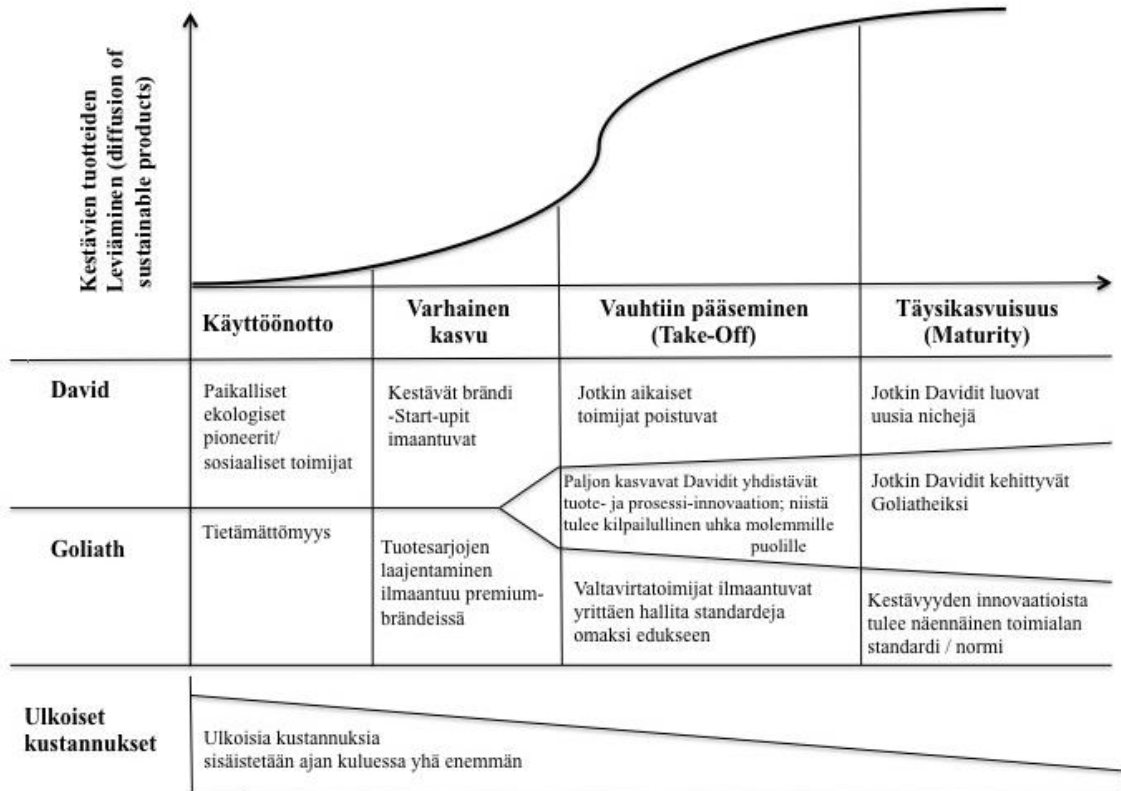 Kestävien tuotteiden
Leviäminen (diffusion of
sustainable products)
Käyttöönotto
Varhainen
kasvu
Vauhtiin pääseminen
(Take-Off)
Täysikasvuisuus
(Maturity)
David
Paikalliset
ekologiset
pioneerit/
sosiaaliset toimijat
Kestävät brändi
-Start-upit
imaantuvat
Jotkin aikaiset
toimijat poistuvat
Jotkin Davidit luovat
uusia nichejä
Paljon kasvavat Davidit yhdistävät
tuote- ja prosessi-innovaation; niistä
tulee kilpailullinen uhka molemmille
puolille
Jotkin Davidit kehittyvät
Goliatheiksi
Goliath
Tietämättömyys
Tuotesarjojen
laajentaminen
ilmaantuu premium-
brändeissä
Valtavirtatoimijat ilmaantuvat
yrittäen hallita standardeja
omaksi edukseen
Kestävyyden innovaatioista
tulee näennäinen toimialan
standardi / normi
Ulkoiset
kustannukset
Ulkoisia kustannuksia
sisäistetään ajan kuluessa yhä enemmän